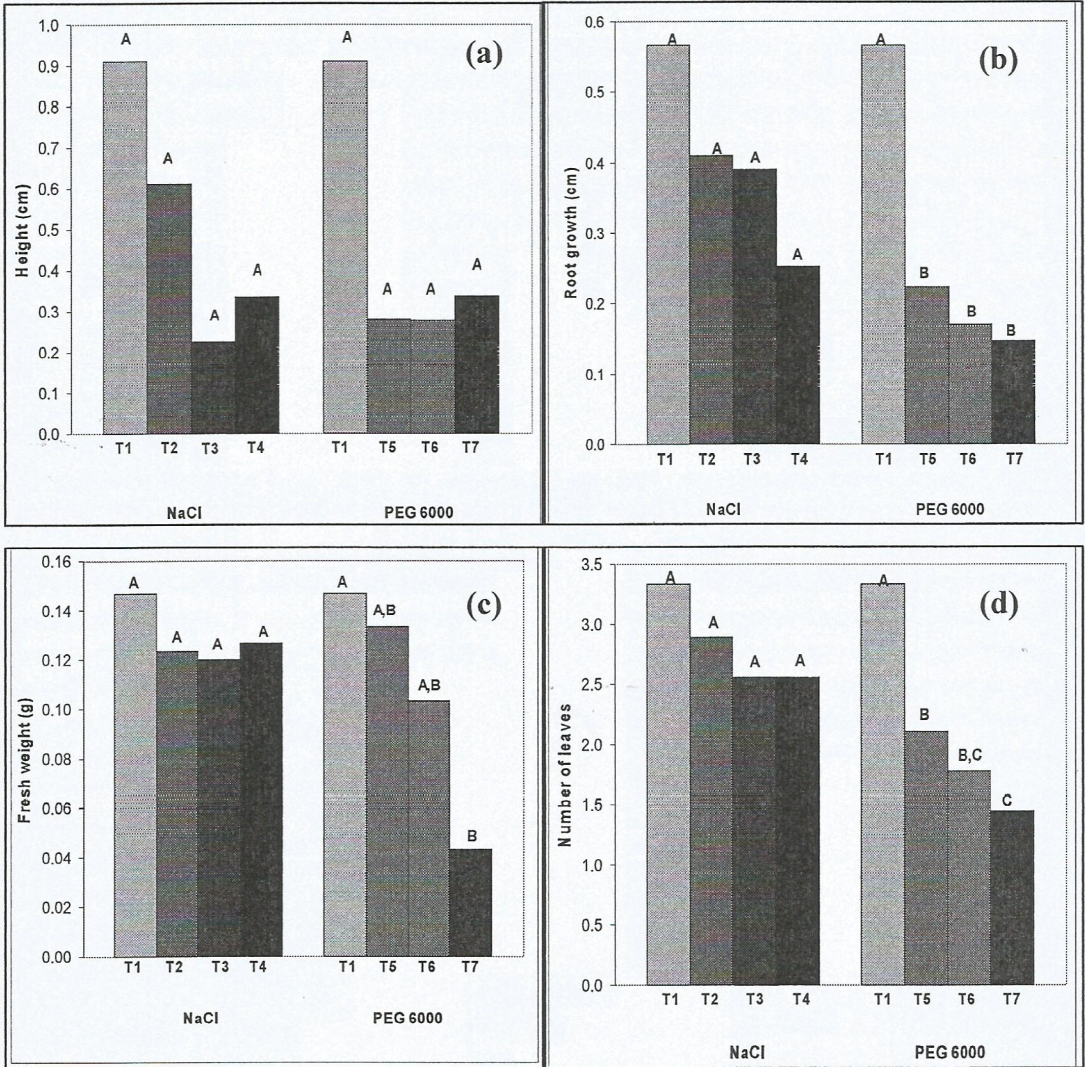 (a)
Height (cm)
1.0
0.9
0.8
0.7
0.6
0.5
0.4
0.3
0.2
0.1
0.0
A A A A A A A A
T1 T2 T3 T4 T1 T5 T6 T7
NaCl PEG 6000
(b)
Root growth (cm)
0.6
0.5
0.4
0.3
0.2
0.1
0.0
A A A A A B B B
T1 T2 T3 T4 T1 T5 T6 T7
NaCl PEG 6000
(c)
Fresh weight (g)
0.16
0.14
0.12
0.10
0.08
0.06
0.04
0.02
0.00
A A A A A A,B A,B B
T1 T2 T3 T4 T1 T5 T6 T7
NaCl PEG 6000
(d)
Number of leaves
3.5
3.0
2.5
2.0
1.5
1.0
0.5
0.0
A A A A A B B,C C
T1 T2 T3 T4 T1 T5 T6 T7
NaCl PEG 6000